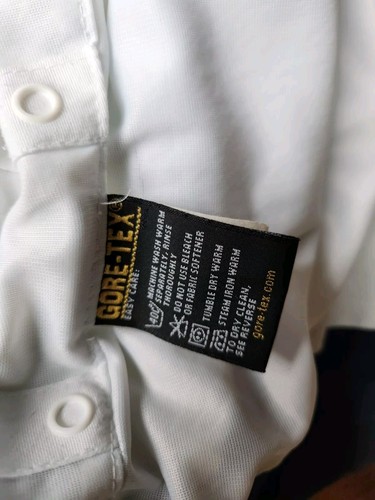 GORE-TEX®
EASY CARE:
40° MACHINE WASH WARM
SEPARATELY, RINSE
THOROUGHLY
DO NOT USE BLEACH
OR FABRIC SOFTENER
TUMBLE DRY WARM
STEAM IRON WARM
TO DRY CLEAN,
SEE REVERSE
gore-tex.com